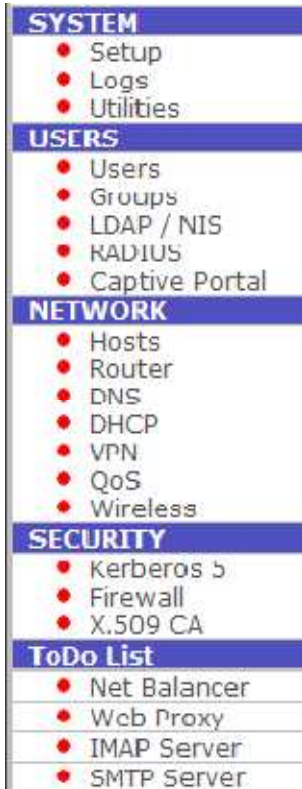 SYSTEM
Setup
Logs
Utilities
USERS
Users
Groups
LDAP / NIS
RADIUS
Captive Portal
NETWORK
Hosts
Router
DNS
DHCP
VPN
QoS
Wireless
SECURITY
Kerberos 5
Firewall
X.509 CA
ToDo List
Net Balancer
Web Proxy
IMAP Server
SMTP Server